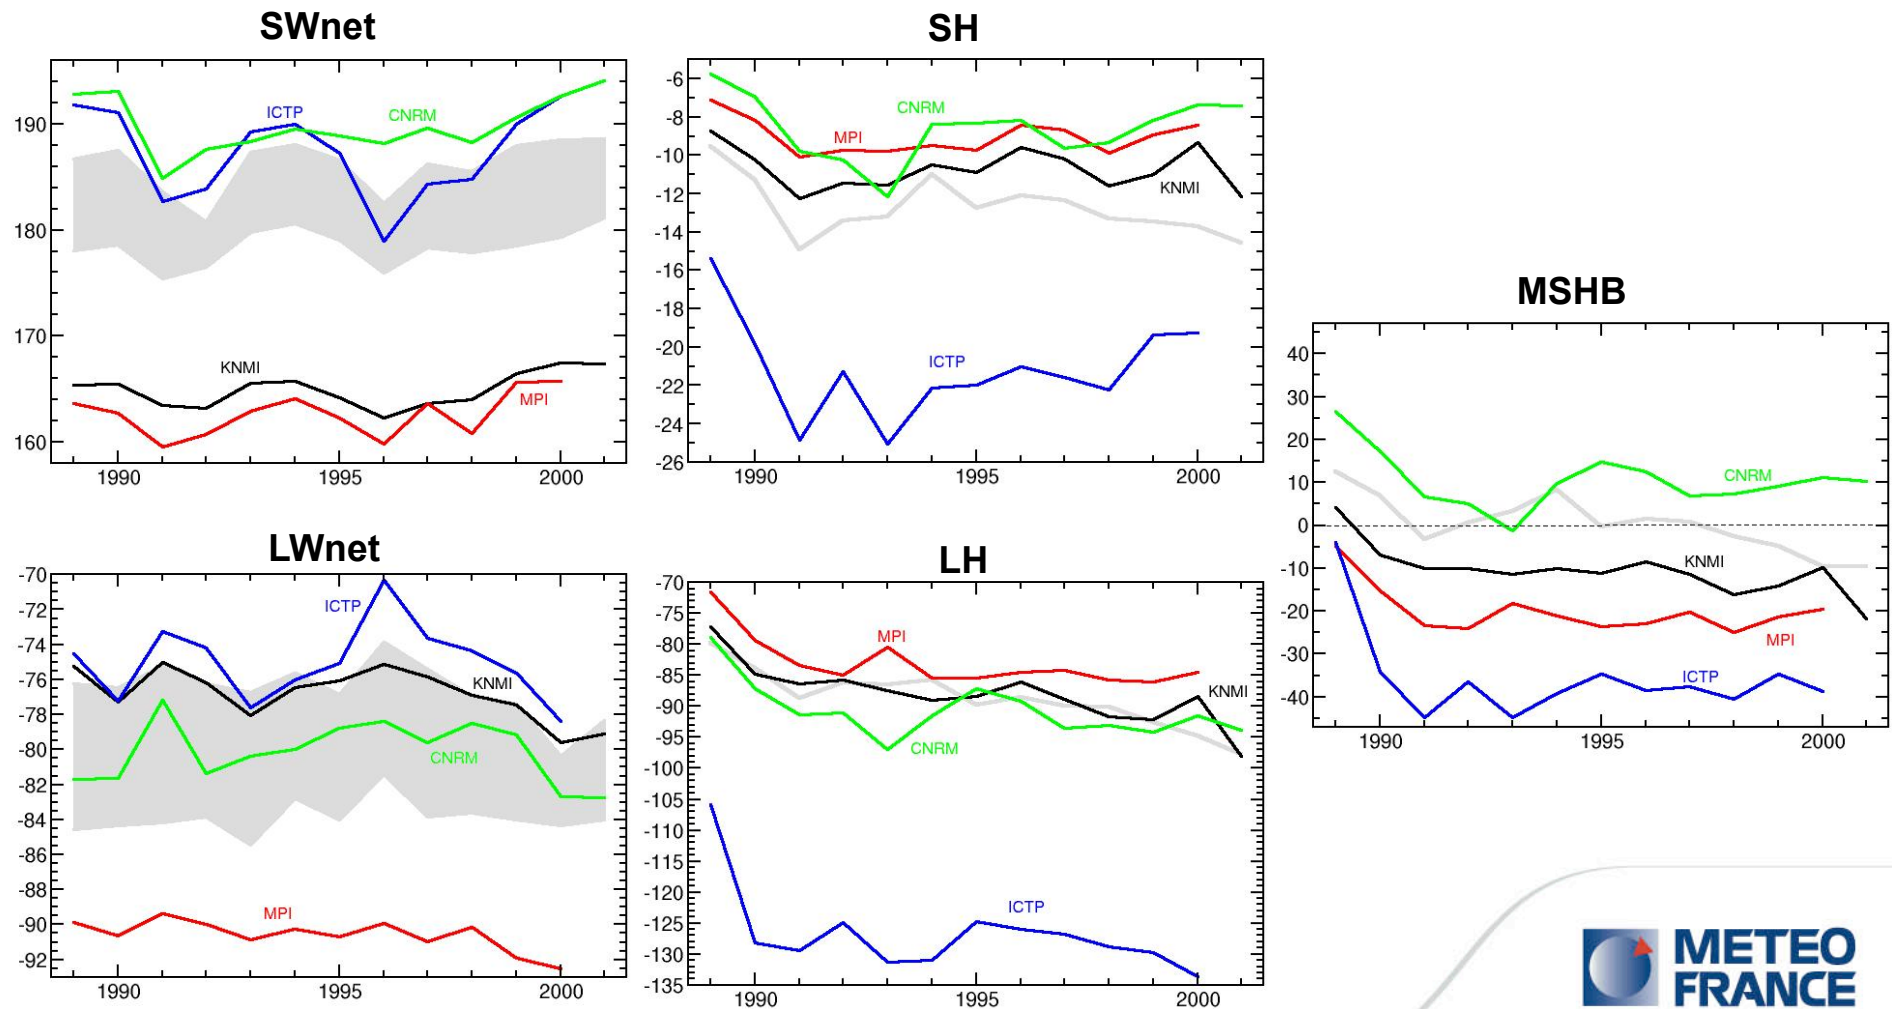 SWnet
190
180
170
160
1990
1995
2000
ICTP
CNRM
KNMI
MPI
SH
-6
-8
-10
-12
-14
-16
-18
-20
-22
-24
-26
1990
1995
2000
CNRM
MPI
KNMI
ICTP
MSHB
40
30
20
10
0
-10
-20
-30
-40
1990
1995
2000
CNRM
KNMI
MPI
ICTP
LWnet
-70
-72
-74
-76
-78
-80
-82
-84
-86
-88
-90
-92
1990
1995
2000
ICTP
KNMI
CNRM
MPI
LH
-70
-75
-80
-85
-90
-95
-100
-105
-110
-115
-120
-125
-130
-135
1990
1995
2000
MPI
KNMI
CNRM
ICTP
METEO
FRANCE